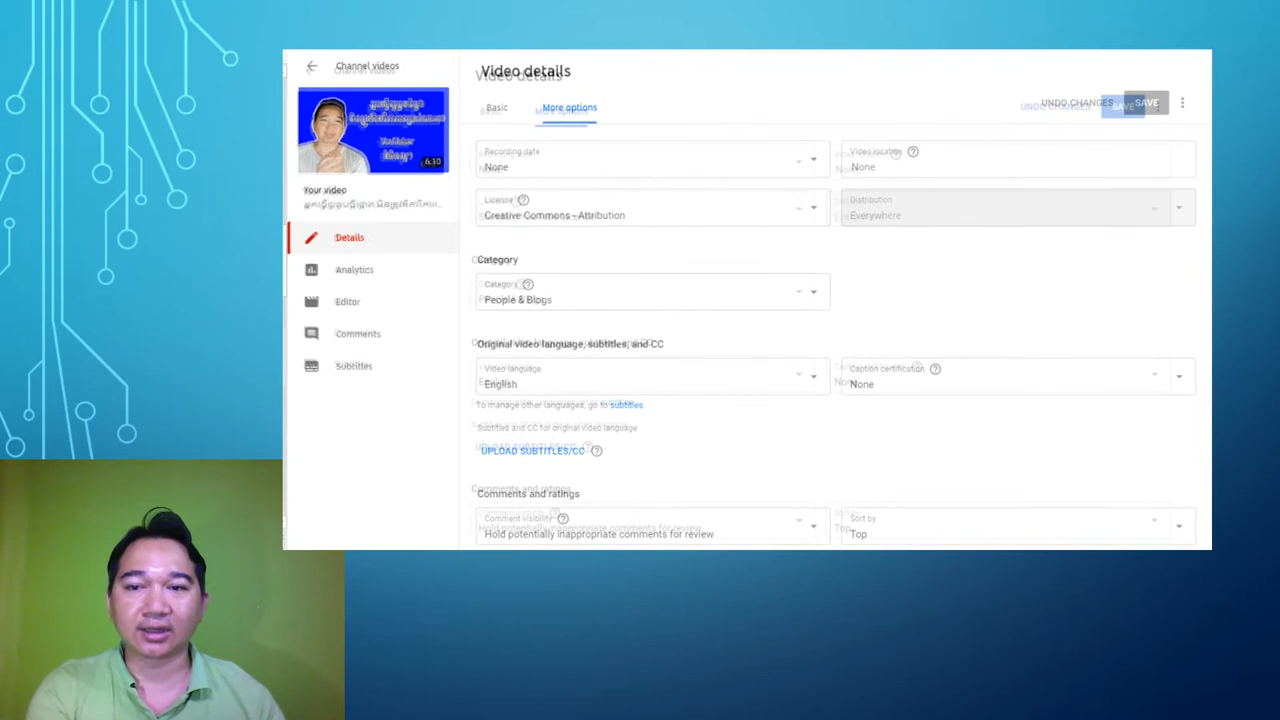 Channel videos
Video details
UNDO CHANGES
SAVE
Basic
More options
YouTuber
6:10
Your video
Recording date
None
Video location
None
License
Creative Commons - Attribution
Distribution
Everywhere
Details
Analytics
Editor
Comments
Subtitles
Category
Category
People & Blogs
Original video language, subtitles, and CC
Video language
English
Caption certification
None
To manage other languages, go to subtitles
Subtitles and CC for original video language
UPLOAD SUBTITLES/CC
Comments and ratings
Comment visibility
Hold potentially inappropriate comments for review
Sort by
Top